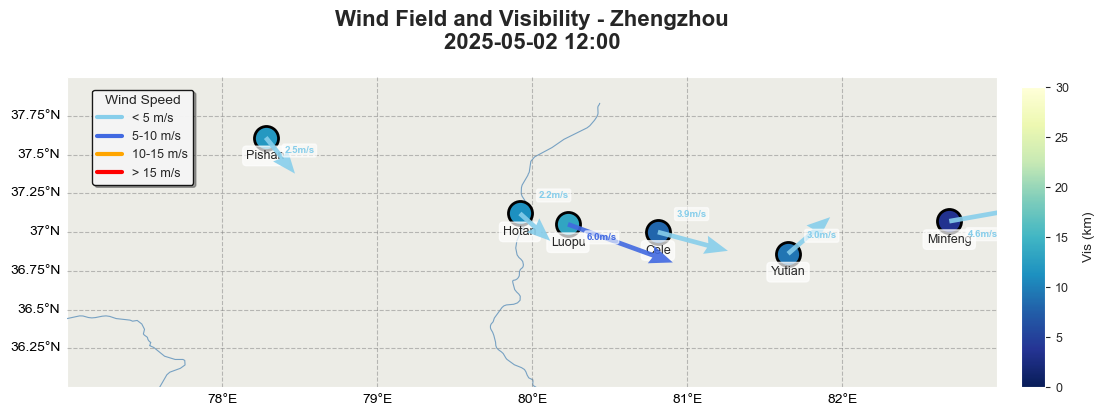 Wind Field and Visibility - Zhengzhou
2025-05-02 12:00
Wind Speed
< 5 m/s
5-10 m/s
10-15 m/s
> 15 m/s
37.75°N
37.5°N
37.25°N
37°N
36.75°N
36.5°N
36.25°N
78°E
79°E
80°E
81°E
82°E
Pishan
2.5m/s
Hotan
2.2m/s
Luopu
6.0m/s
Cele
3.9m/s
Yutian
3.0m/s
Minfeng
4.6m/s
30
25
20
15
10
5
0
Vis (km)